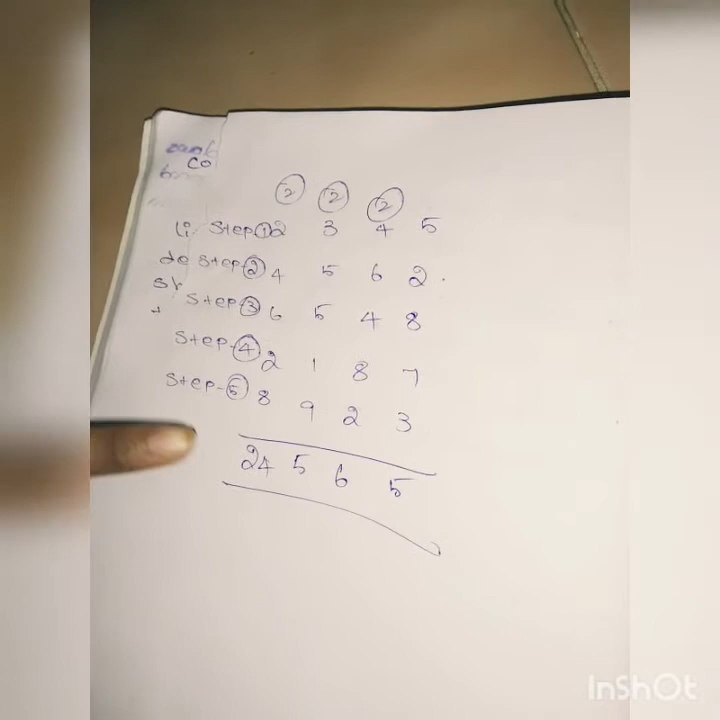 co
② ② ②
Step-① 2 3 4 5
Step-② 4 5 6 2
Step-③ 6 5 4 8
Step-④ 2 1 8 7
Step-⑤ 8 9 2 3
24 5 6 5
InShOt